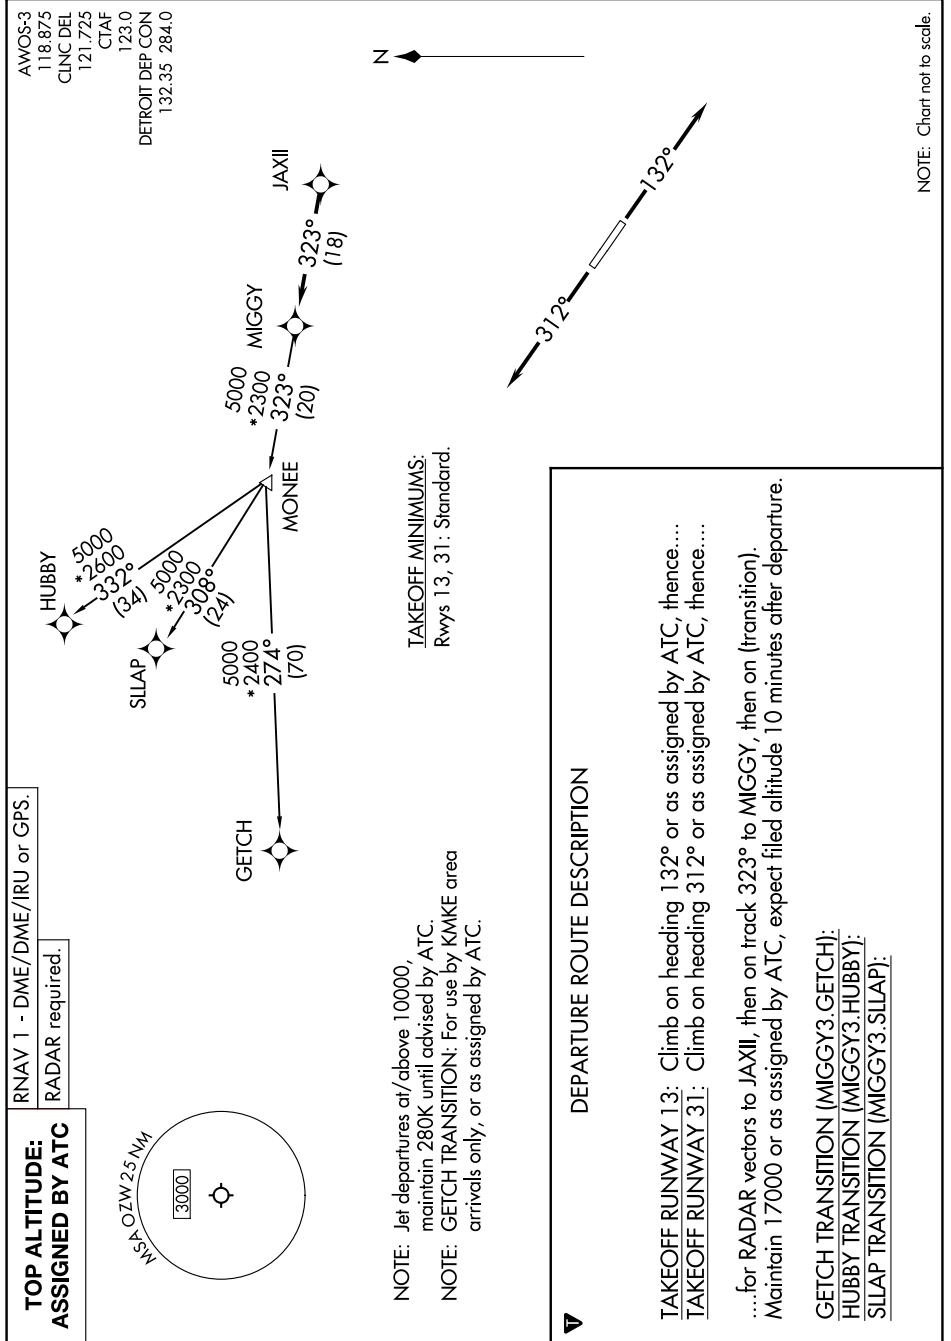 TOP ALTITUDE:
ASSIGNED BY ATC
RNAV 1 - DME/DME/IRU or GPS.
RADAR required.
AWOS-3
118.875
CLNC DEL
121.725
CTAF
123.0
DETROIT DEP CON
132.35 284.0
MSA OZW 25 NM
3000
HUBBY
5000
*2600
332°
(34)
SLLAP
5000
*2300
308°
(24)
GETCH
5000
*2400
274°
(70)
MONEE
5000
*2300
323°
(20)
MIGGY
323°
(18)
JAXII
N
NOTE: Jet departures at/above 10000,
maintain 280K until advised by ATC.
NOTE: GETCH TRANSITION: For use by KMKE area
arrivals only, or as assigned by ATC.
TAKEOFF MINIMUMS:
Rwys 13, 31: Standard.
312°
132°
T
DEPARTURE ROUTE DESCRIPTION
TAKEOFF RUNWAY 13: Climb on heading 132° or as assigned by ATC, thence....
TAKEOFF RUNWAY 31: Climb on heading 312° or as assigned by ATC, thence....
....for RADAR vectors to JAXII, then on track 323° to MIGGY, then on (transition).
Maintain 17000 or as assigned by ATC, expect filed altitude 10 minutes after departure.
GETCH TRANSITION (MIGGY3.GETCH):
HUBBY TRANSITION (MIGGY3.HUBBY):
SLLAP TRANSITION (MIGGY3.SLLAP):
NOTE: Chart not to scale.